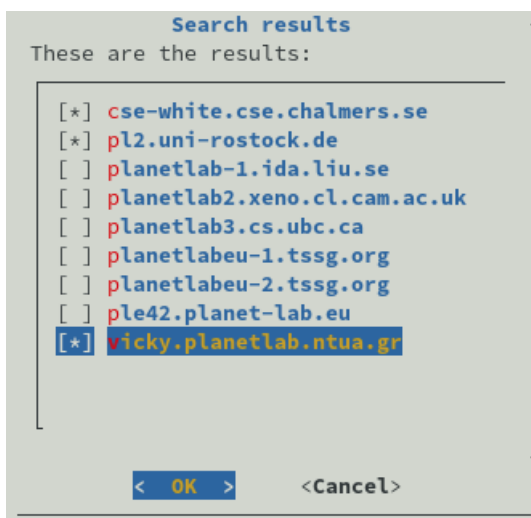 Search results
These are the results:
[*] cse-white.cse.chalmers.se
[*] pl2.uni-rostock.de
[ ] planetlab-1.ida.liu.se
[ ] planetlab2.xeno.cl.cam.ac.uk
[ ] planetlab3.cs.ubc.ca
[ ] planetlabeu-1.tssg.org
[ ] planetlabeu-2.tssg.org
[ ] ple42.planet-lab.eu
[*] vicky.planetlab.ntua.gr
< OK > <Cancel>